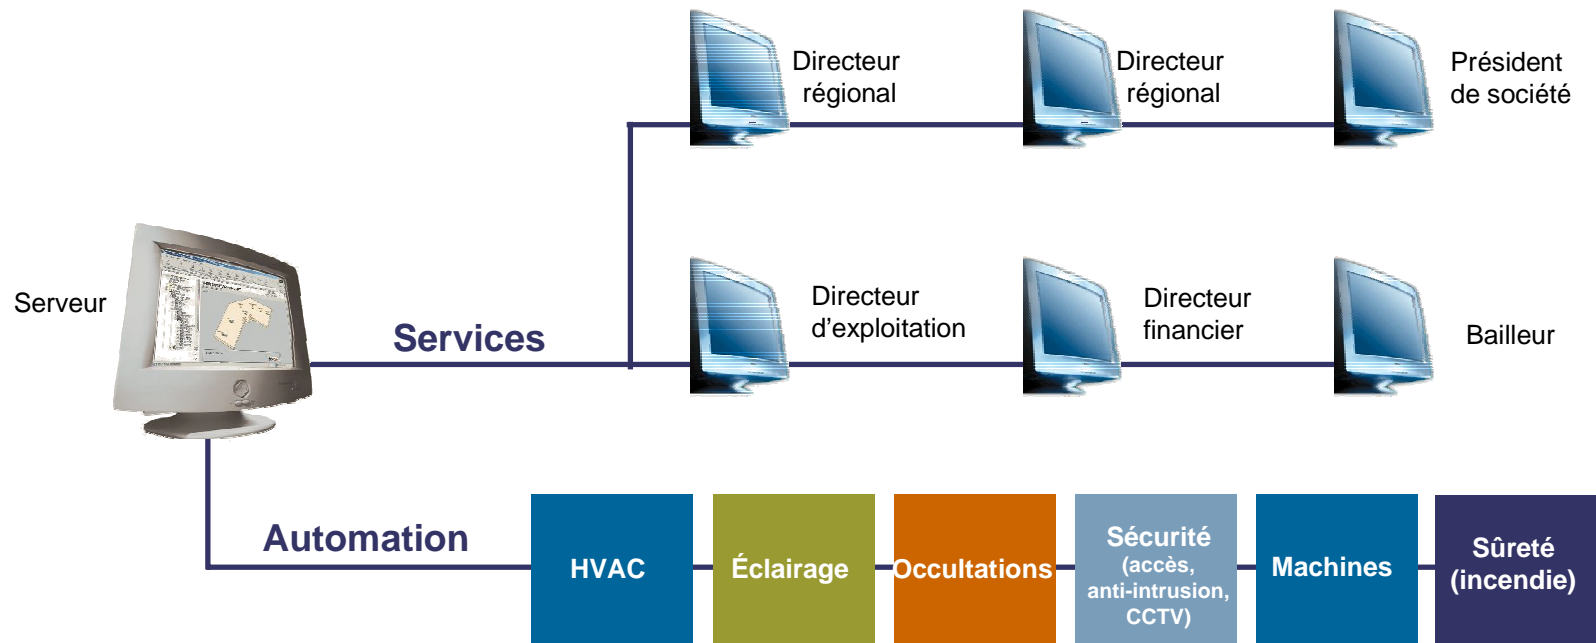 Directeur
régional
Directeur
régional
Président
de société
Serveur
Services
Directeur
d'exploitation
Directeur
financier
Bailleur
Automation
HVAC
Éclairage
Occultations
Sécurité
(accès,
anti-intrusion,
CCTV)
Machines
Sûreté
(incendie)